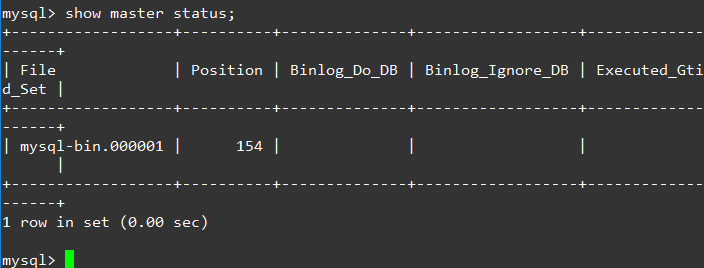 mysql> show master status;
+------------------+----------+--------------+------------------+--------------
------+
| File             | Position | Binlog_Do_DB | Binlog_Ignore_DB | Executed_Gti
d_Set |
+------------------+----------+--------------+------------------+--------------
------+
| mysql-bin.000001 |      154 |              |                  |
      |
+------------------+----------+--------------+------------------+--------------
------+
1 row in set (0.00 sec)
mysql>